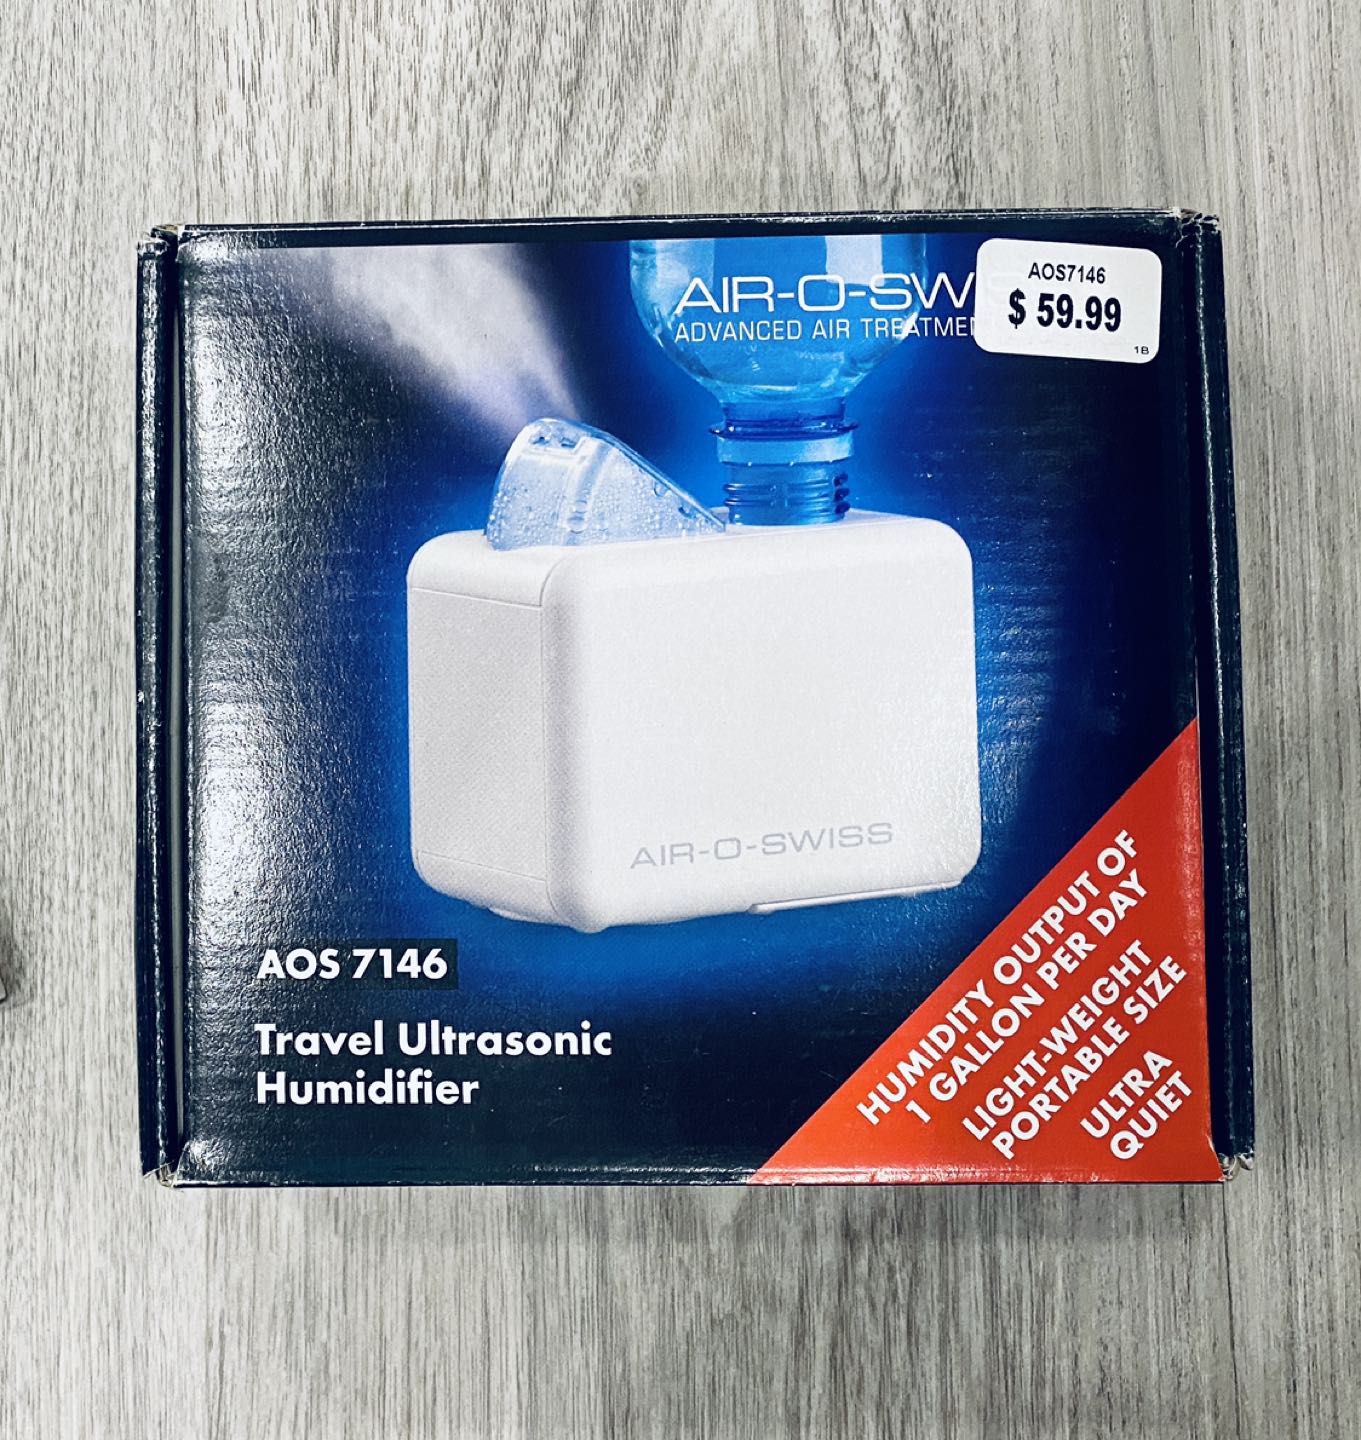 AIR-O-SW
ADVANCED AIR TREATMEN
AOS7146
$ 59.99
1B
AIR-O-SWISS
AOS 7146
Travel Ultrasonic
Humidifier
HUMIDITY OUTPUT OF
1 GALLON PER DAY
LIGHT-WEIGHT
PORTABLE SIZE
ULTRA
QUIET